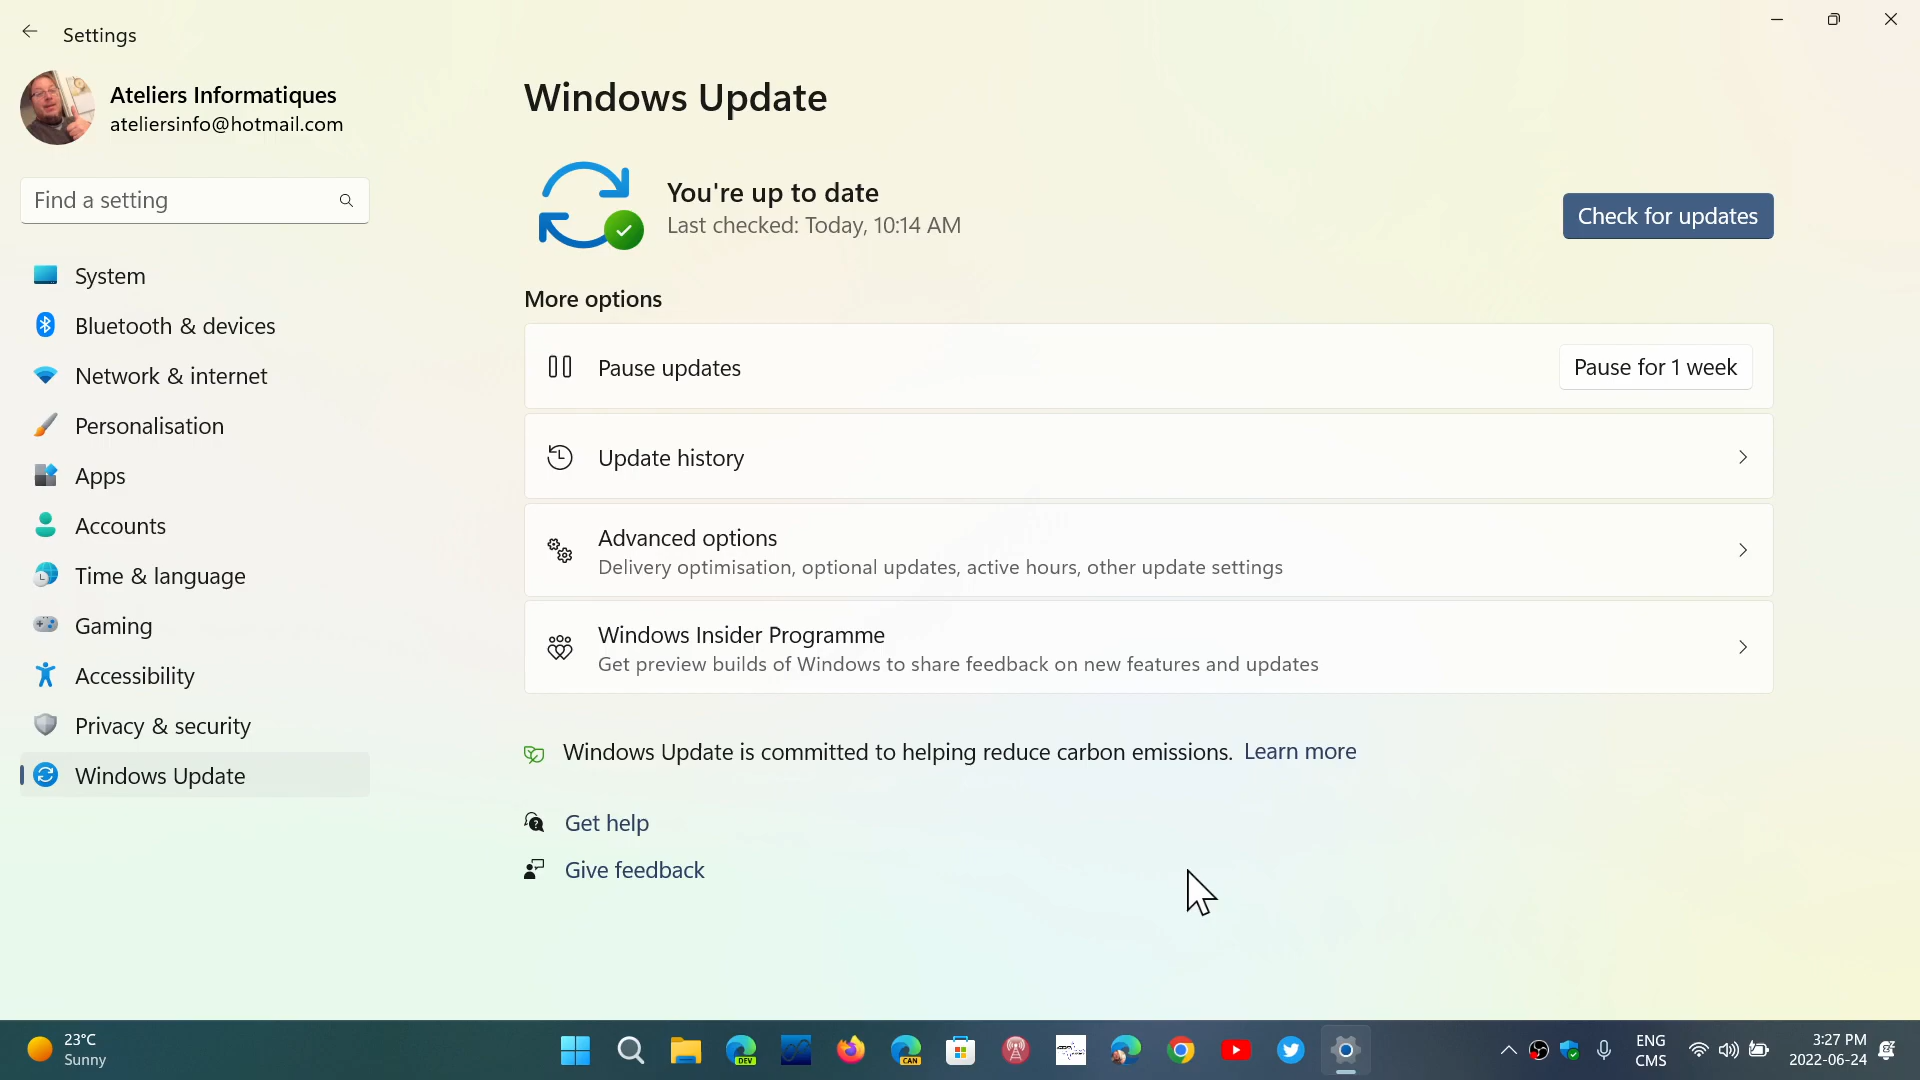 Settings
Ateliers Informatiques
ateliersinfo@hotmail.com
Find a setting
System
Bluetooth & devices
Network & internet
Personalisation
Apps
Accounts
Time & language
Gaming
Accessibility
Privacy & security
Windows Update
Windows Update
You're up to date
Last checked: Today, 10:14 AM
Check for updates
More options
Pause updates
Pause for 1 week
Update history
Advanced options
Delivery optimisation, optional updates, active hours, other update settings
Windows Insider Programme
Get preview builds of Windows to share feedback on new features and updates
Windows Update is committed to helping reduce carbon emissions. Learn more
Get help
Give feedback
23°C
Sunny
DEV
CAN
ENG
CMS
3:27 PM
2022-06-24